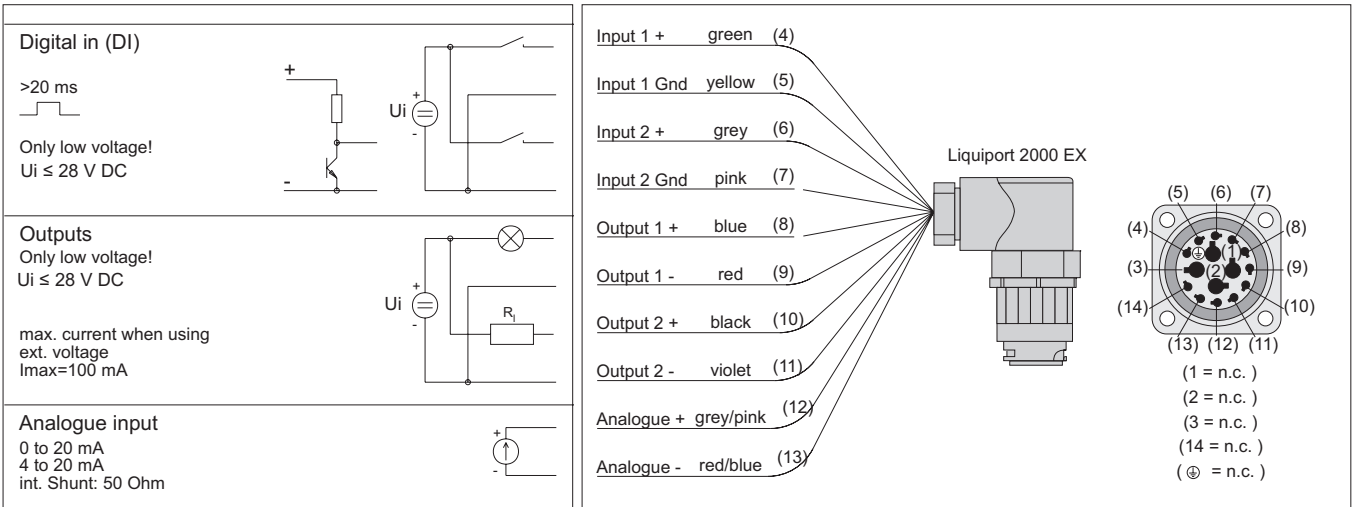 Digital in (DI)
>20 ms
Only low voltage!
Ui ≤ 28 V DC
+
-
Ui
+
-
Outputs
Only low voltage!
Ui ≤ 28 V DC
max. current when using
ext. voltage
Imax=100 mA
Ui
+
-
R
I
Analogue input
0 to 20 mA
4 to 20 mA
int. Shunt: 50 Ohm
+
-
Input 1 + green (4)
Input 1 Gnd yellow (5)
Input 2 + grey (6)
Input 2 Gnd pink (7)
Output 1 + blue (8)
Output 1 - red (9)
Output 2 + black (10)
Output 2 - violet (11)
Analogue + grey/pink (12)
Analogue - red/blue (13)
Liquiport 2000 EX
(5) (6) (7)
(4) (1) (8)
(3) (2) (9)
(14) (10)
(13) (12) (11)
(1 = n.c. )
(2 = n.c. )
(3 = n.c. )
(14 = n.c. )
( ⏚ = n.c. )